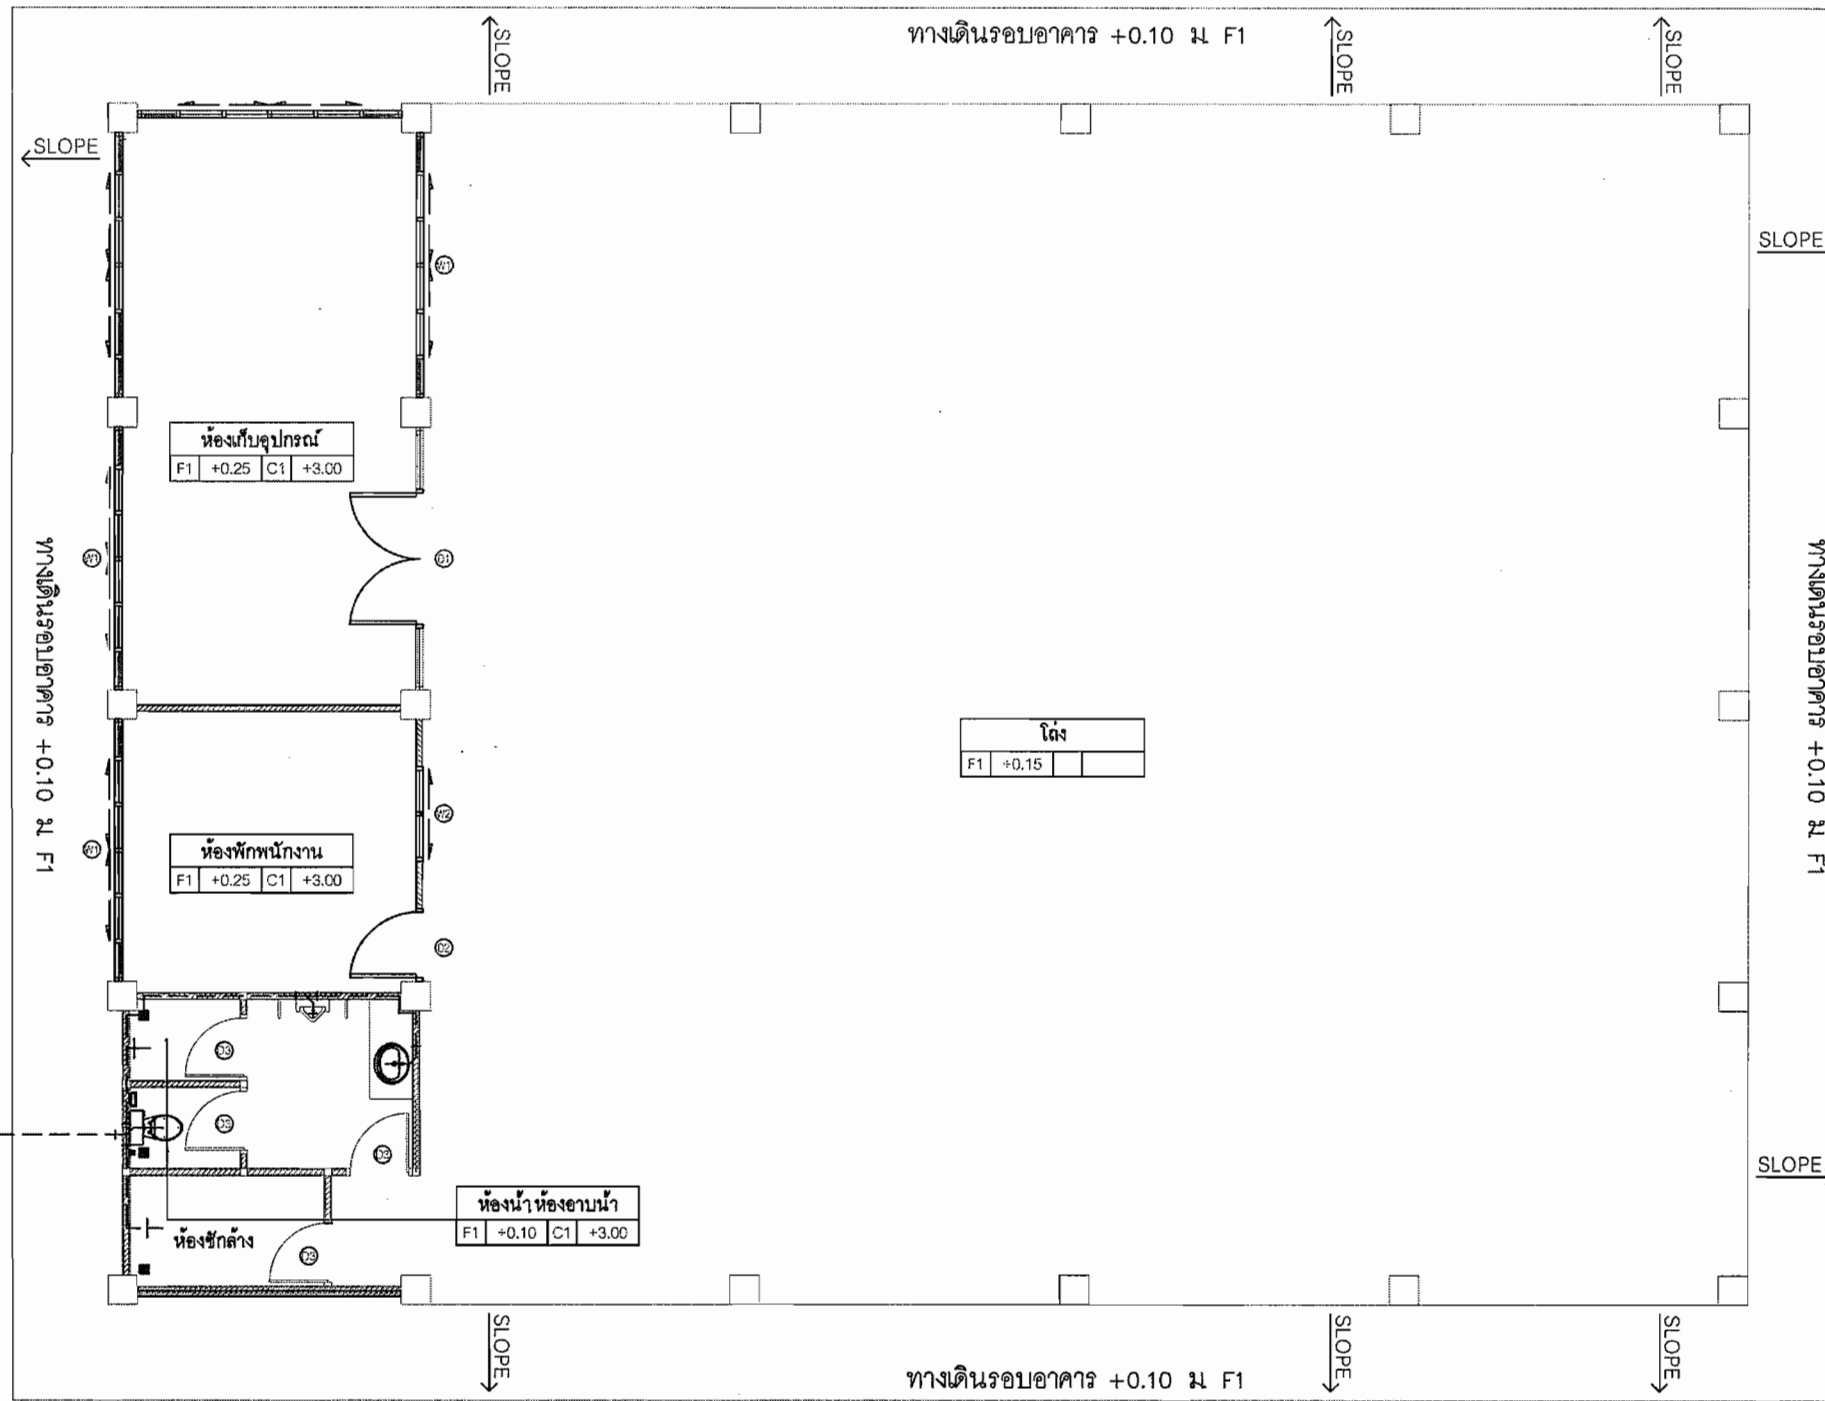 ทางเดินรอบอาคาร +0.10 ม F1
SLOPE
SLOPE
SLOPE
SLOPE
SLOPE
W1
ห้องเก็บอุปกรณ์
F1 +0.25 C1 +3.00
W1
D1
ทางเดินรอบอาคาร +0.10 ม F1
ทางเดินรอบอาคาร +0.10 ม F1
โถง
F1 +0.15
W2
W1
ห้องพักพนักงาน
F1 +0.25 C1 +3.00
D2
D3
D3
D3
SLOPE
ห้องน้ำห้องอาบน้ำ
F1 +0.10 C1 +3.00
ห้องซักล้าง
D3
SLOPE
SLOPE
SLOPE
ทางเดินรอบอาคาร +0.10 ม F1